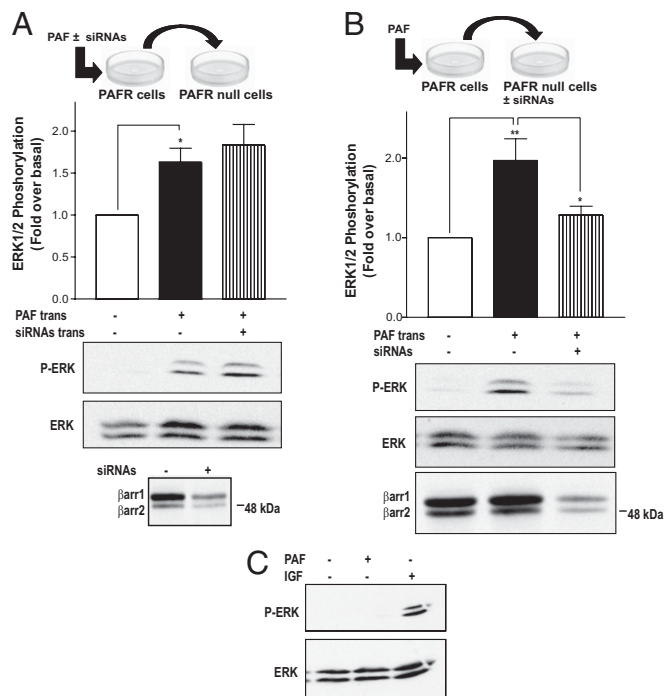 A
PAF ± siRNAs
PAFR cells PAFR null cells
ERK1/2 Phoshorylation
(Fold over basal)
2.0
1.5
1.0
0.5
0.0
*
PAF trans - + +
siRNAs trans - - +
P-ERK
ERK
siRNAs - +
βarr1
βarr2
48 kDa
B
PAF
PAFR cells PAFR null cells
± siRNAs
ERK1/2 Phoshorylation
(Fold over basal)
2.0
1.0
0.0
**
*
PAF trans - + +
siRNAs - - +
P-ERK
ERK
βarr1
βarr2
48 kDa
C
PAF - + -
IGF - - +
P-ERK
ERK